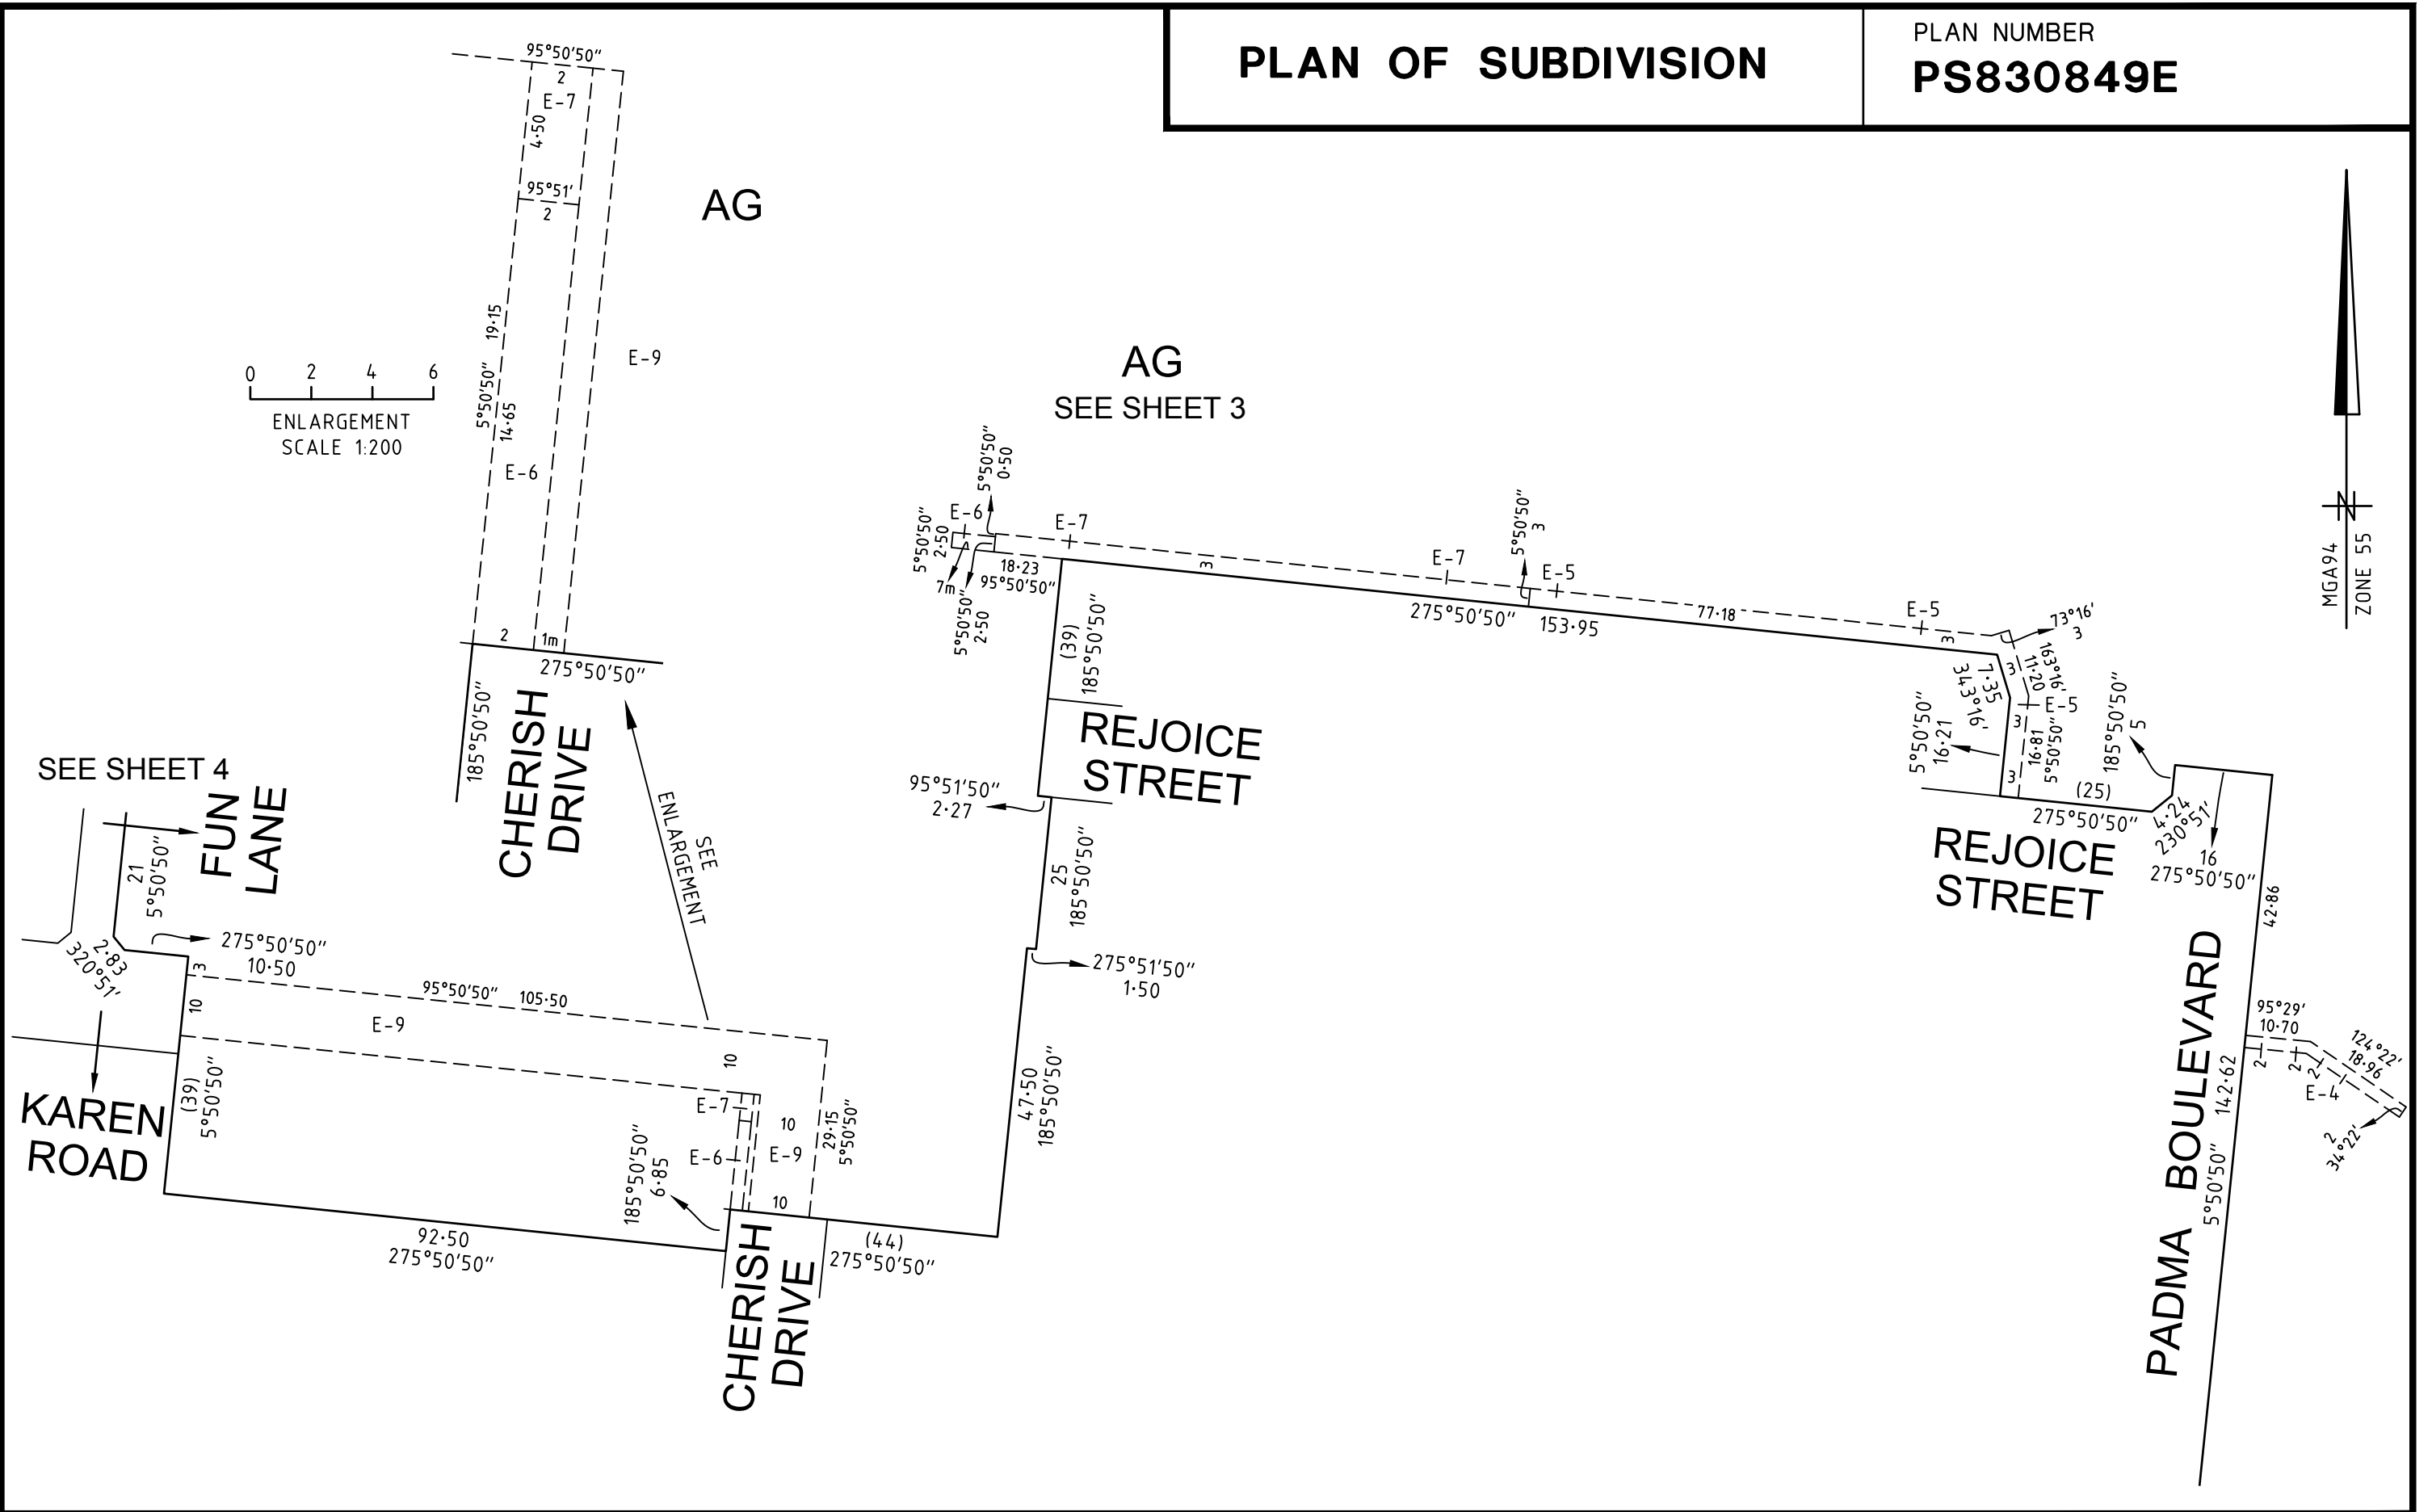 PLAN OF SUBDIVISION
PLAN NUMBER
PS830849E
95°50'50"
2
E-7
4·50
95°51'
2
AG
19·15
5°50'50"
14·65
E-9
E-6
0 2 4 6
ENLARGEMENT
SCALE 1:200
2
1m
275°50'50"
185°50'50"
CHERISH
DRIVE
SEE
ENLARGEMENT
AG
SEE SHEET 3
5°50'50"
0·50
E-6
5°50'50"
2·50
7m
5°50'50"
2·50
18·23
95°50'50"
E-7
3
E-7
5°50'50"
3
E-5
275°50'50" 153·95
77·18
E-5
3
73°16'
3
163°16'
11·20
3
7·35
343°16'
E-5
3
5°50'50"
16·21
16·81
5°50'50"
3
185°50'50"
5
(25)
275°50'50"
4·24
230°51'
16
275°50'50"
REJOICE
STREET
MGA94
ZONE 55
N
(39)
185°50'50"
REJOICE
STREET
95°51'50"
2·27
25
185°50'50"
275°51'50"
1·50
47·50
185°50'50"
SEE SHEET 4
FUN
LANE
21
5°50'50"
2·83
320°51'
275°50'50"
10·50
3
10
95°50'50" 105·50
E-9
10
(39)
5°50'50"
KAREN
ROAD
E-7
10
29·15
5°50'50"
E-6
E-9
185°50'50"
6·85
10
92·50
275°50'50"
(44)
275°50'50"
CHERISH
DRIVE
42·86
95°29'
10·70
124°22'
18·96
2
2
2
E-4
2
34°22'
142·62
5°50'50"
PADMA BOULEVARD